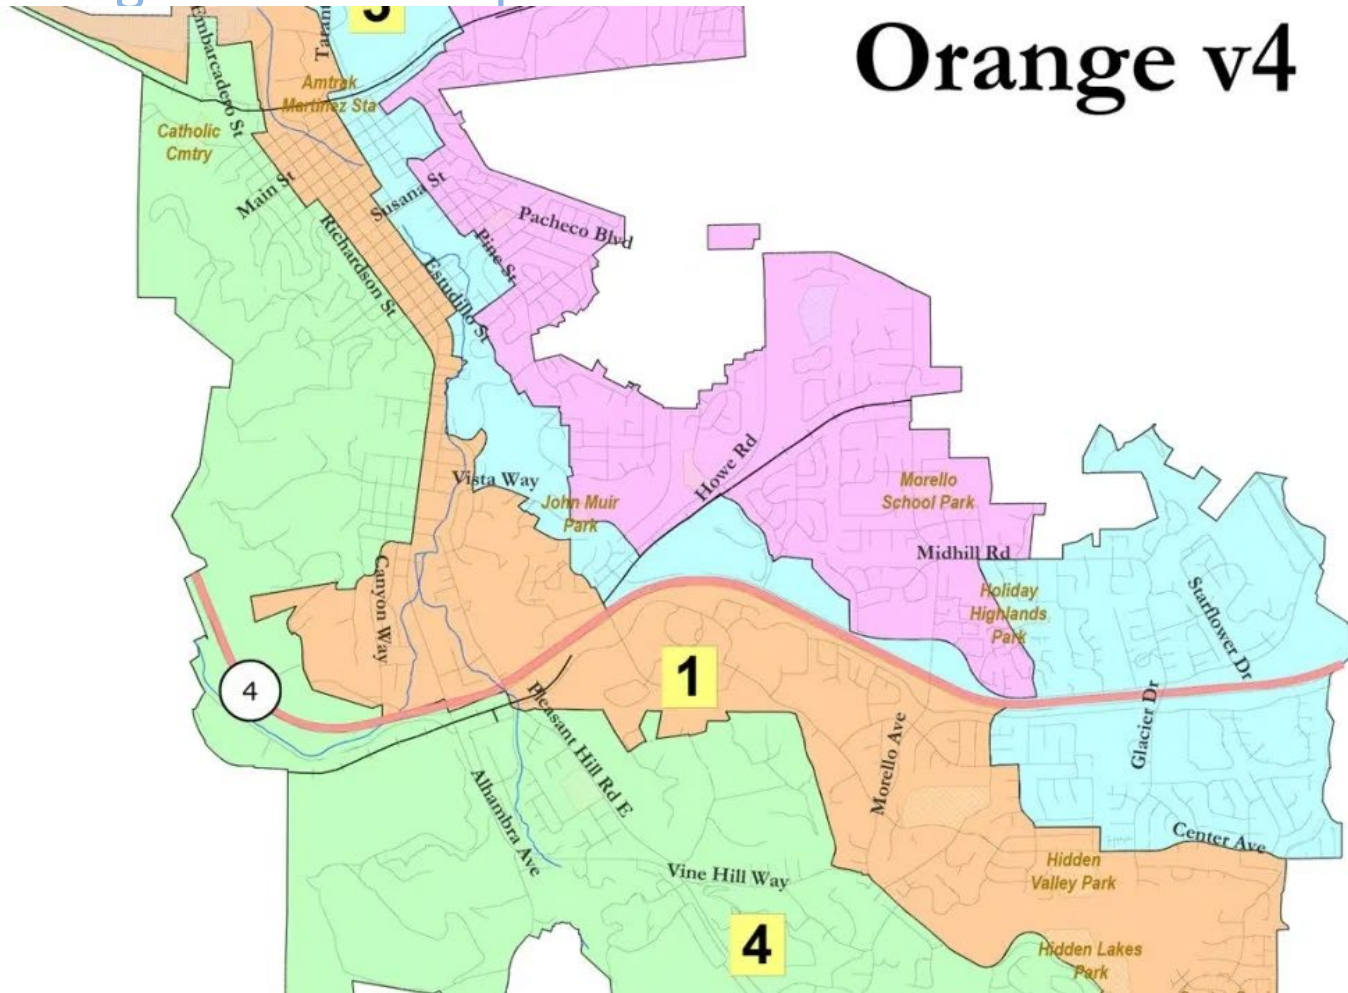 Orange v4
Embarcadero St
Amtrak
Martinez Sta
Catholic
Cmtry
Main St
Susana St
Richardson St
Pacheco Blvd
Pine St
Estudillo St
Vista Way
John Muir
Park
Howe Rd
Morello
School Park
Midhill Rd
Holiday
Highlands
Park
Starflower Dr
Canyon Way
4
1
Pleasant Hill Rd E
Glacier Dr
Morello Ave
Alhambra Ave
Center Ave
Hidden
Valley Park
Vine Hill Way
4
Hidden Lakes
Park